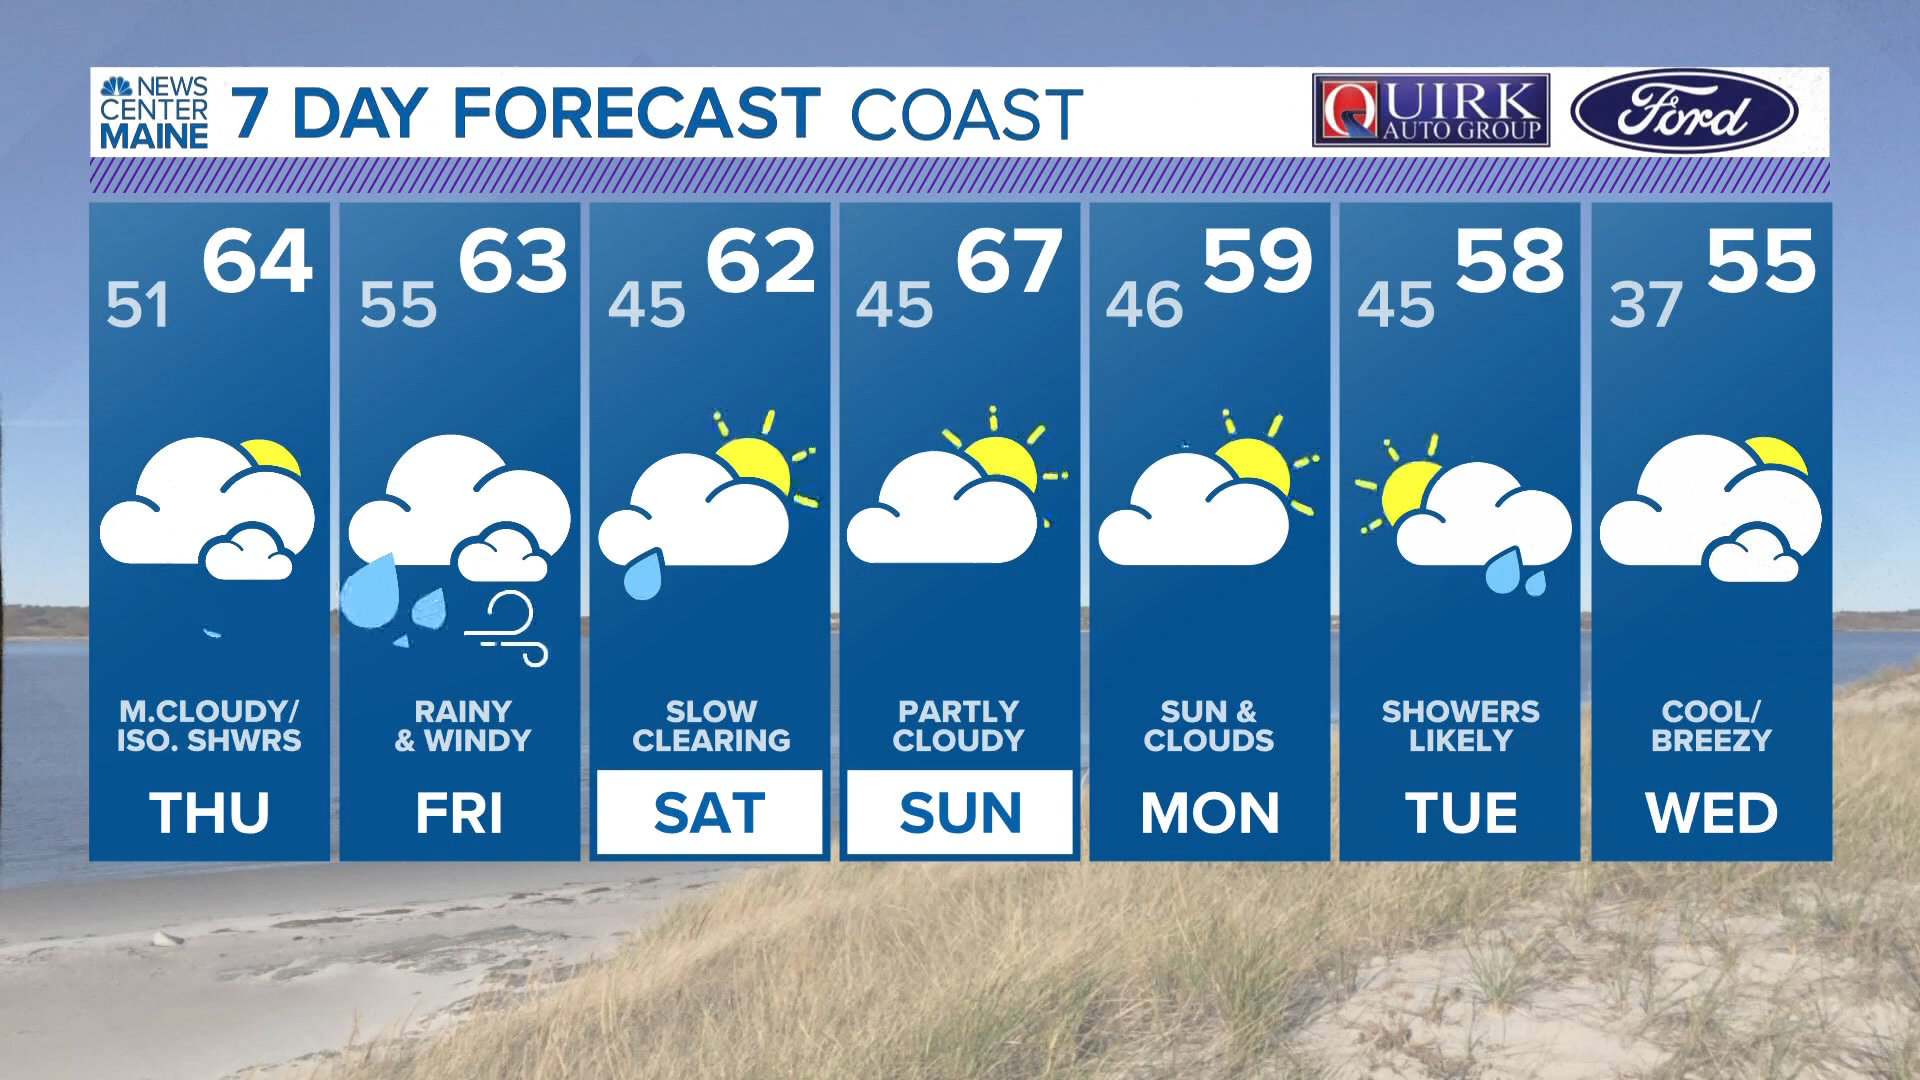 NEWS
CENTER
MAINE
7 DAY FORECAST COAST
QUIRK
AUTO GROUP
Ford
51 64
55 63
45 62
45 67
46 59
45 58
37 55
M.CLOUDY/
ISO. SHWRS
RAINY
& WINDY
SLOW
CLEARING
PARTLY
CLOUDY
SUN &
CLOUDS
SHOWERS
LIKELY
COOL/
BREEZY
THU
FRI
SAT
SUN
MON
TUE
WED